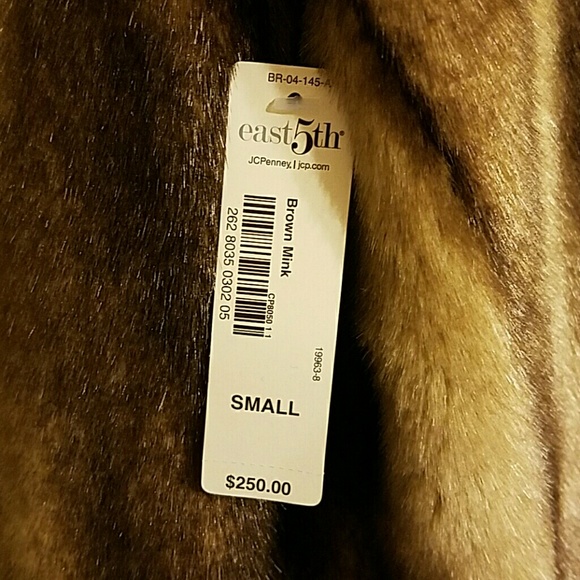 BR-04-145-A
east5th®
JCPenney | jcp.com
Brown Mink
262 8035 0302 05
CP8050 1 1
19963-8
SMALL
$250.00